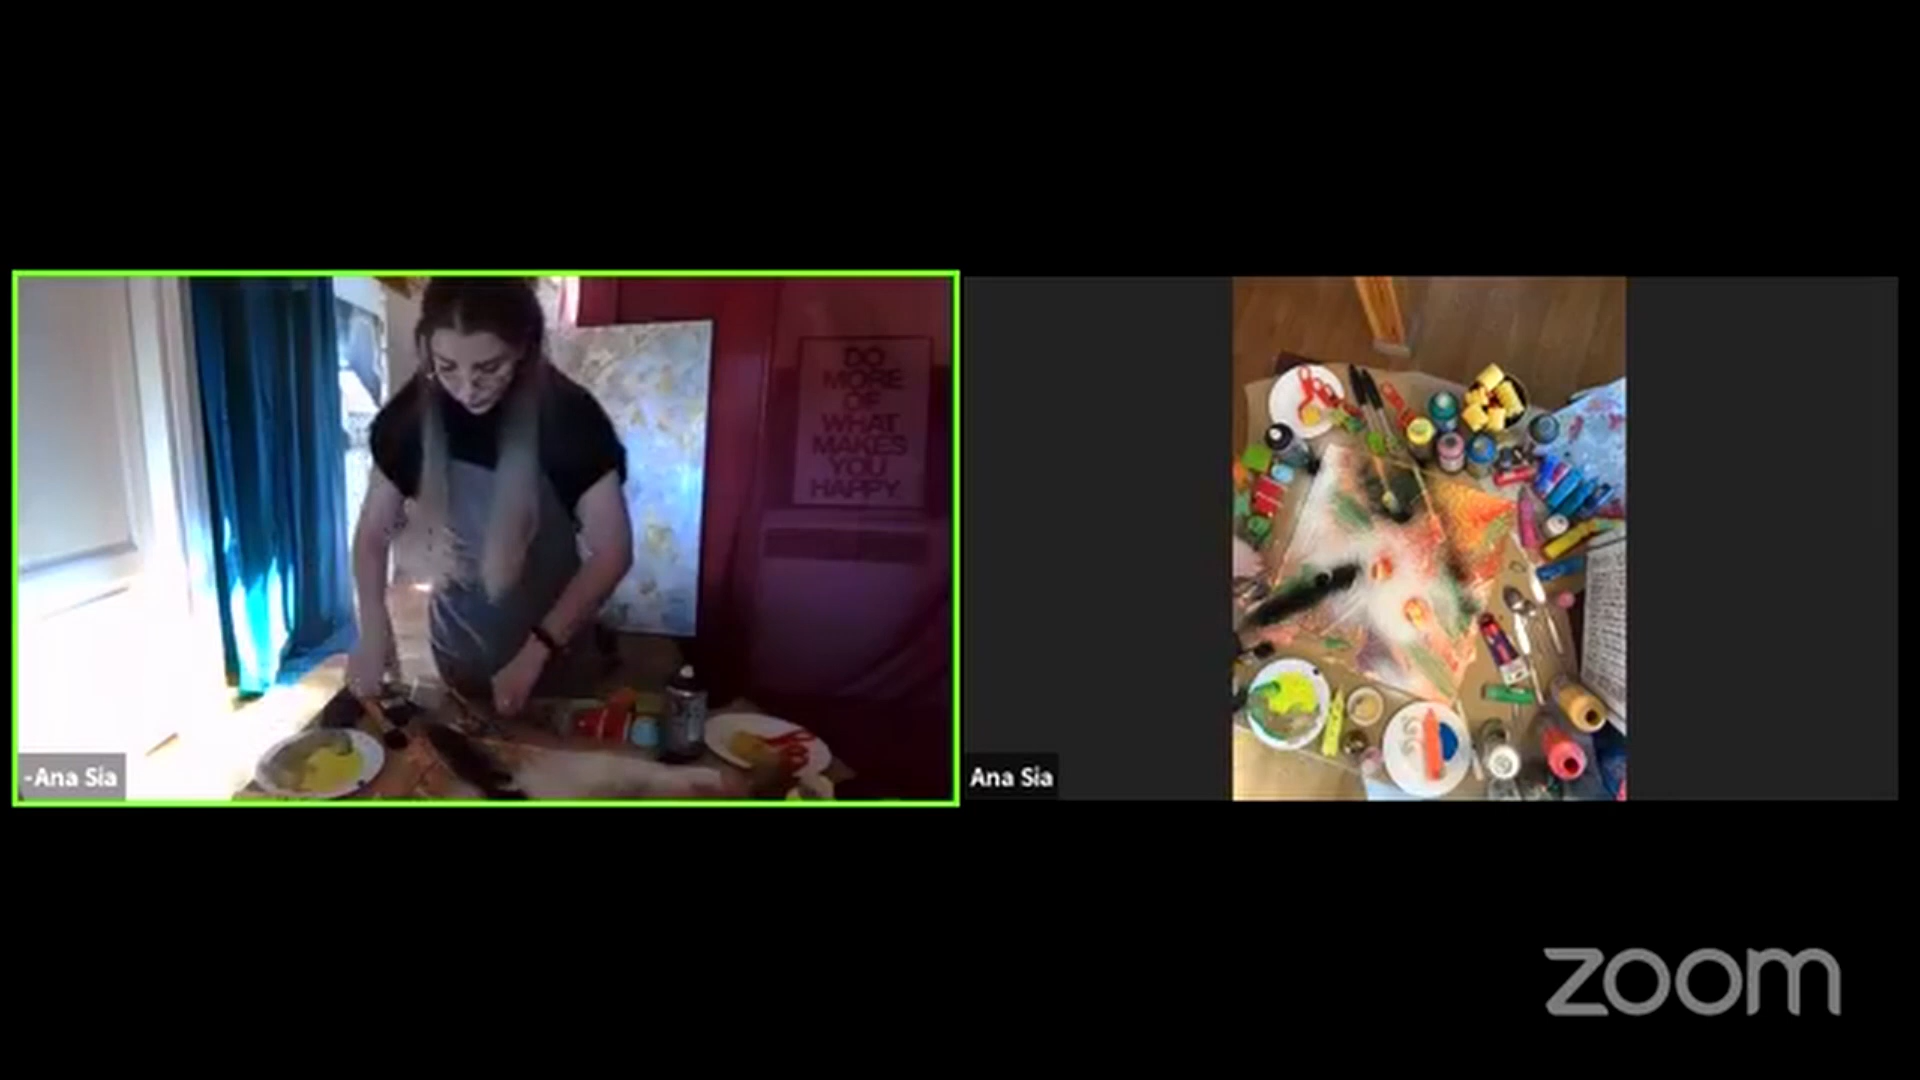 DO
MORE
OF
WHAT
MAKES
YOU
HAPPY.
-Ana Sia
Ana Sia
zoom